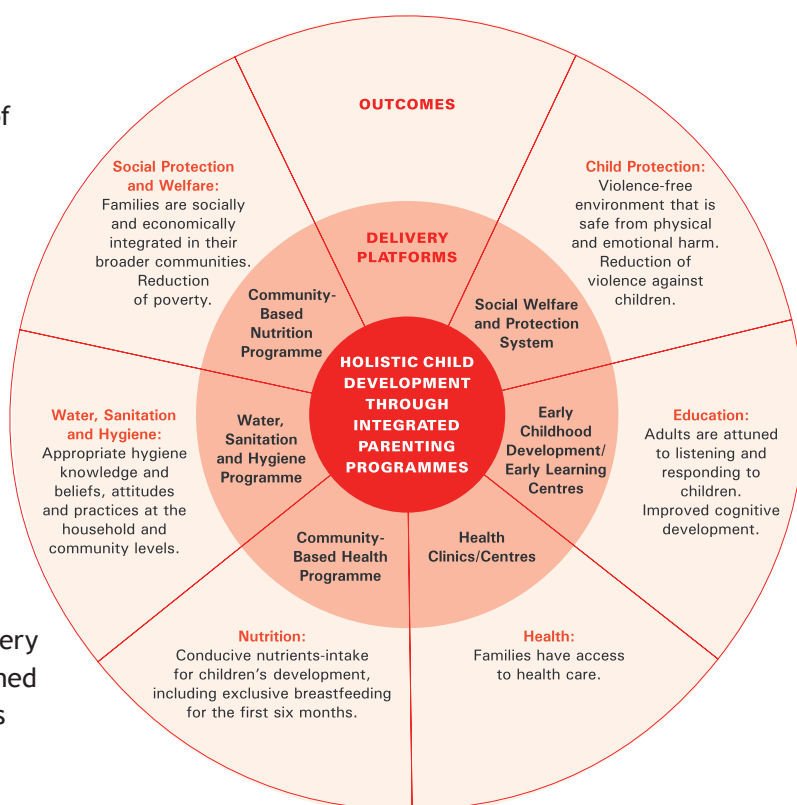 of
OUTCOMES
Social Protection
and Welfare:
Families are socially
and economically
integrated in their
broader communities.
Reduction
of poverty.
Child Protection:
Violence-free
environment that is
safe from physical
and emotional harm.
Reduction of
violence against
children.
DELIVERY
PLATFORMS
Community-
Based
Nutrition
Programme
Social Welfare
and Protection
System
HOLISTIC CHILD
DEVELOPMENT
THROUGH
INTEGRATED
PARENTING
PROGRAMMES
Water, Sanitation
and Hygiene:
Appropriate hygiene
knowledge and
beliefs, attitudes
and practices at the
household and
community levels.
Water,
Sanitation
and Hygiene
Programme
Early
Childhood
Development/
Early Learning
Centres
Education:
Adults are attuned
to listening and
responding to
children.
Improved cognitive
development.
Community-
Based Health
Programme
Health
Clinics/Centres
Nutrition:
Conducive nutrients-intake
for children’s development,
including exclusive breastfeeding
for the first six months.
Health:
Families have access
to health care.
ery
ned
s